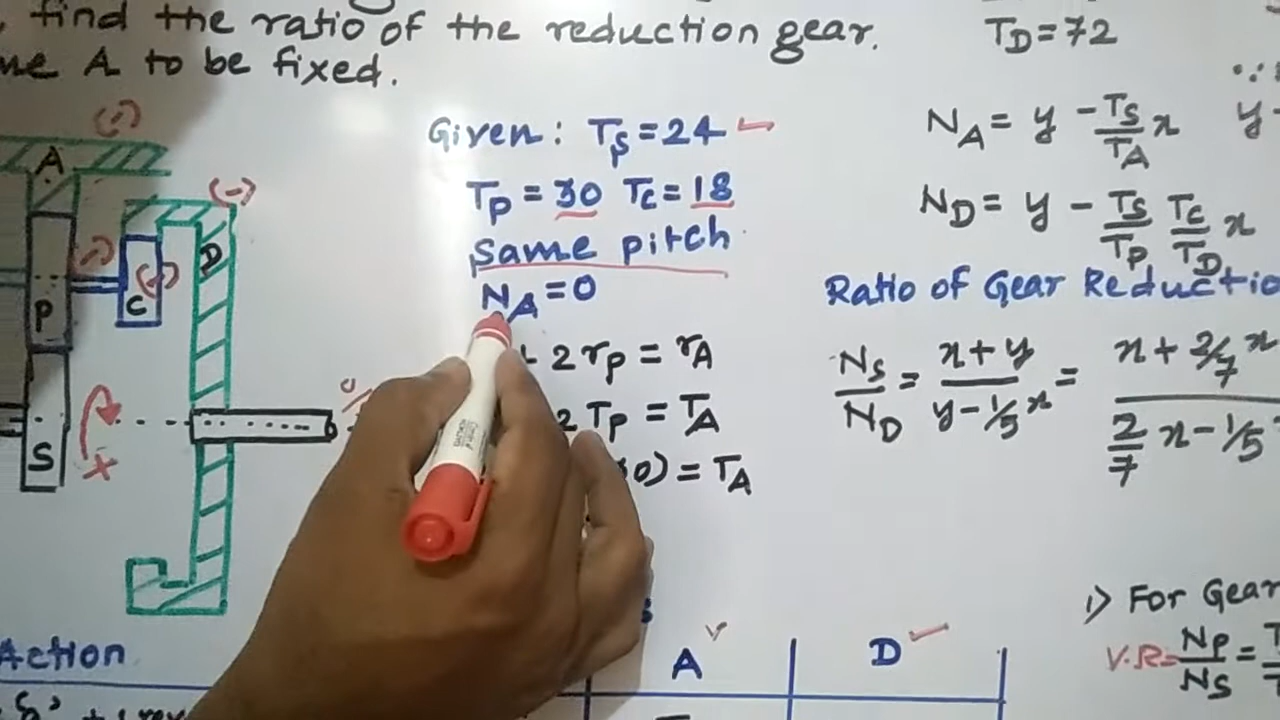 find the ratio of the reduction gear.
A to be fixed.
T_D = 72
(-)
A
(-)
D
(-)
(-)
P
C
S
x
Given: T_S = 24
T_P = 30 T_C = 18
Same pitch
N_A = 0
2 r_P = r_A
2 T_P = T_A
0) = T_A
N_A = y - T_S/T_A x
y -
N_D = y - T_S/T_P T_C/T_D x
Ratio of Gear Reductio
N_S/N_D = (x + y)/(y - 1/5 x) = (x + 2/7 x)/(2/7 x - 1/5
i) For Gear
V.R = N_P/N_S = T
Action
A
D